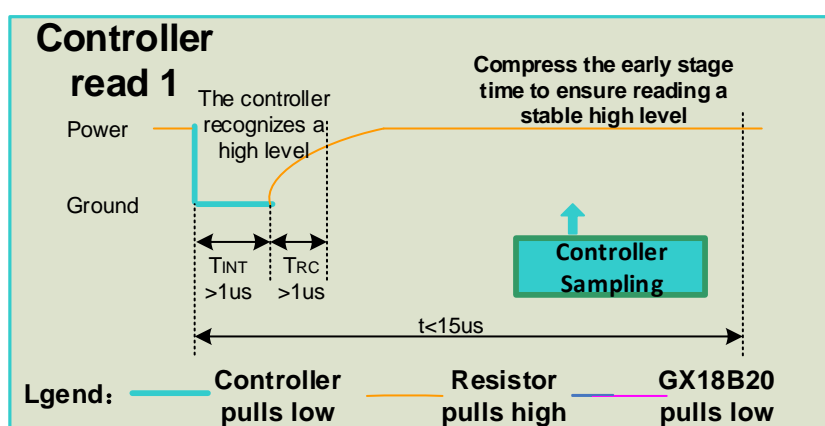 Controller
read 1
The controller
recognizes a
high level
Compress the early stage
time to ensure reading a
stable high level
Power
Ground
TINT
>1us
TRC
>1us
Controller
Sampling
t<15us
Lgend：
Controller
pulls low
Resistor
pulls high
GX18B20
pulls low